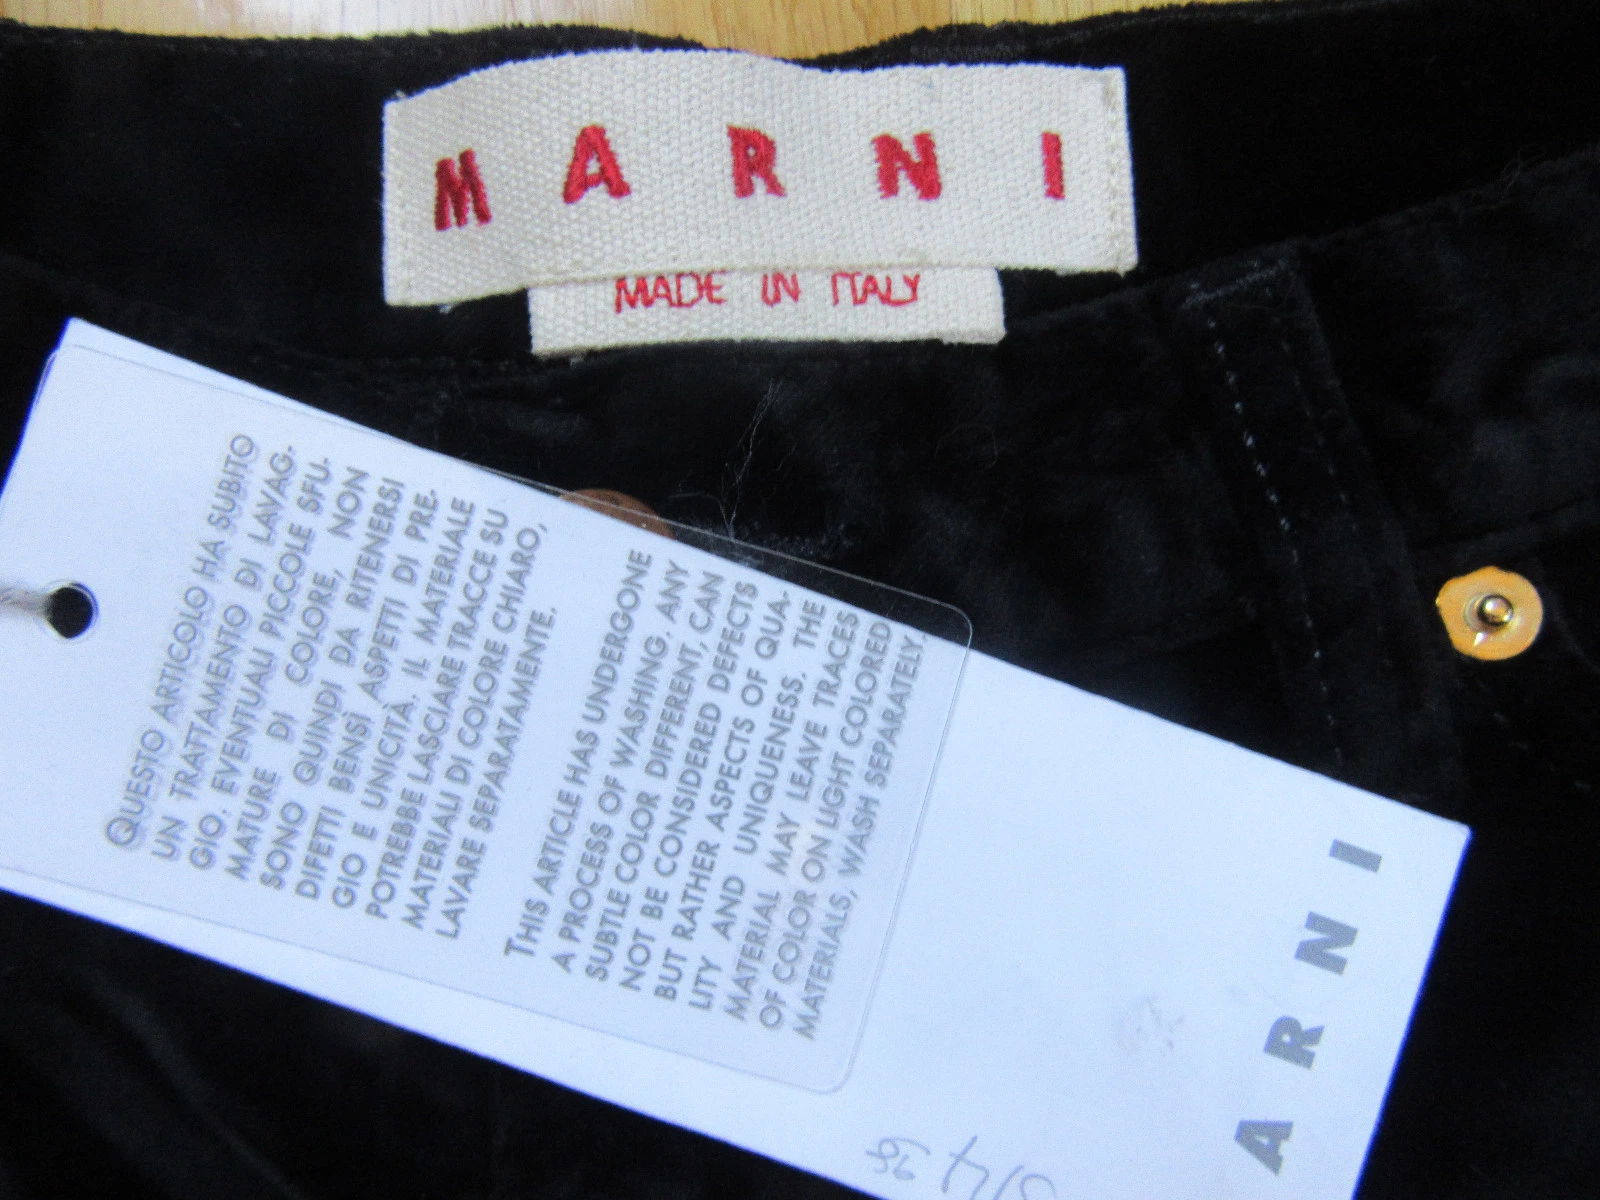 MARNI
MADE IN ITALY
QUESTO ARTICOLO HA SUBITO
UN TRATTAMENTO DI LAVAG-
GIO. EVENTUALI PICCOLE SFU-
MATURE DI COLORE, NON
SONO QUINDI DA RITENERSI
DIFETTI BENSÌ ASPETTI DI PRE-
GIO E UNICITÀ. IL MATERIALE
POTREBBE LASCIARE TRACCE SU
MATERIALI DI COLORE CHIARO,
LAVARE SEPARATAMENTE.
THIS ARTICLE HAS UNDERGONE
A PROCESS OF WASHING, ANY
SUBTLE COLOR DIFFERENT, CAN
NOT BE CONSIDERED DEFECTS
BUT RATHER ASPECTS OF QUA-
LITY AND UNIQUENESS. THE
MATERIAL MAY LEAVE TRACES
OF COLOR ON LIGHT COLORED
MATERIALS, WASH SEPARATELY.
ARNI